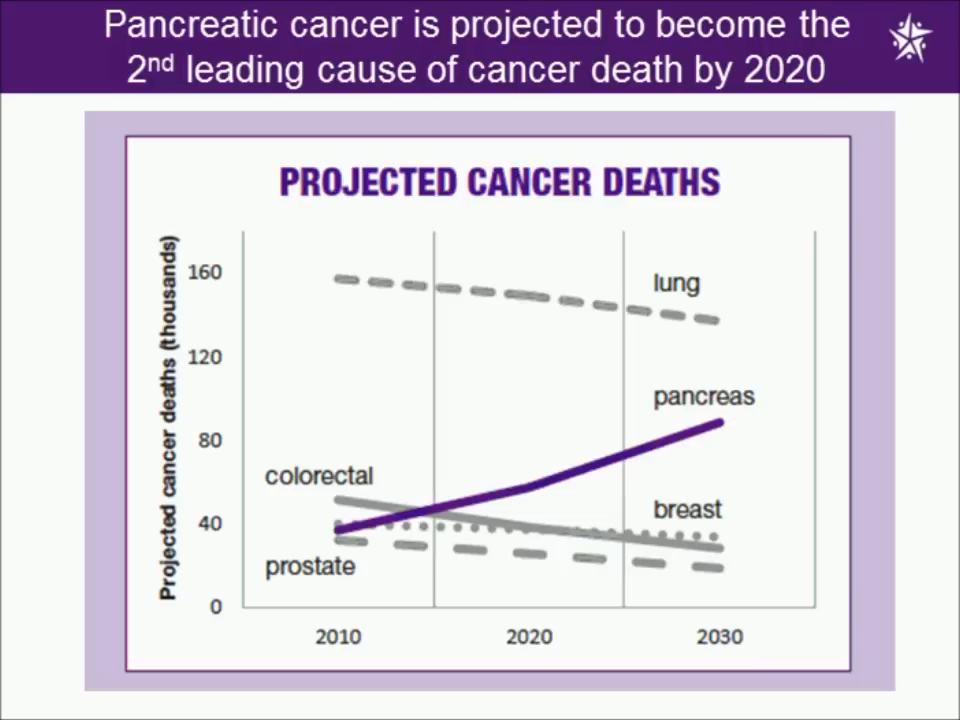 Pancreatic cancer is projected to become the
2nd leading cause of cancer death by 2020
PROJECTED CANCER DEATHS
Projected cancer deaths (thousands)
160
120
80
40
0
lung
pancreas
colorectal
breast
prostate
2010
2020
2030